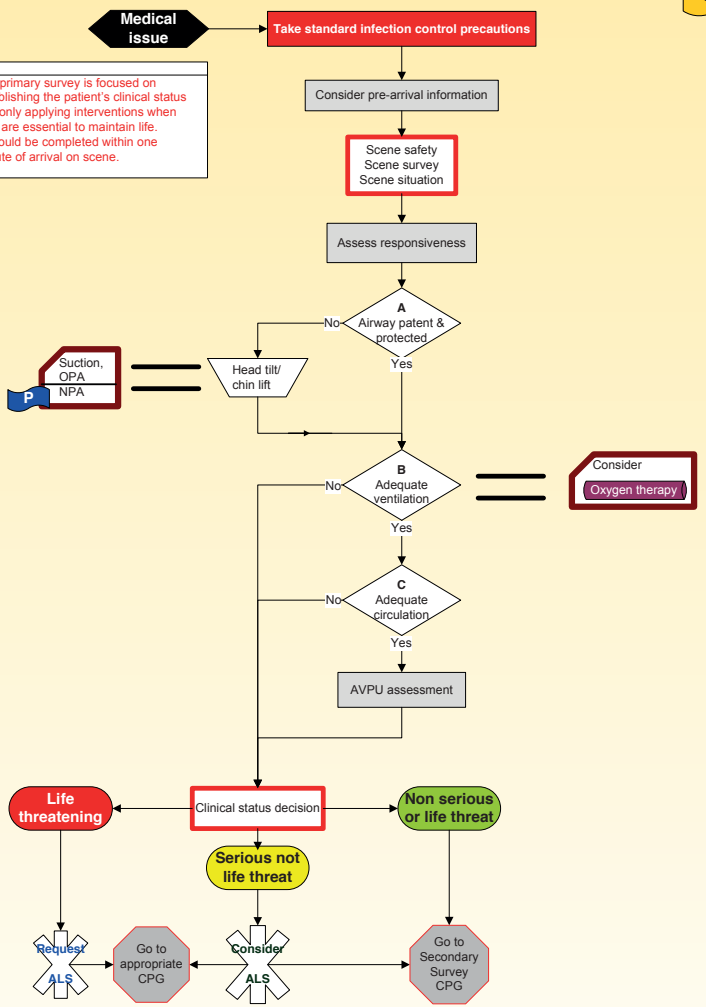 Medical
issue
Take standard infection control precautions
primary survey is focused on
the patient's clinical status
only applying interventions when
are essential to maintain life.
be completed within one
of arrival on scene.
Consider pre-arrival information
Scene safety
Scene survey
Scene situation
Assess responsiveness
A
Airway patent &
protected
No
Yes
Suction,
OPA
NPA
P
Head tilt/
chin lift
B
Adequate
ventilation
No
Yes
Consider
Oxygen therapy
C
Adequate
circulation
No
Yes
AVPU assessment
Clinical status decision
Life
threatening
Non serious
or life threat
Serious not
life threat
Request
ALS
Go to
appropriate
CPG
Consider
ALS
Go to
Secondary
Survey
CPG